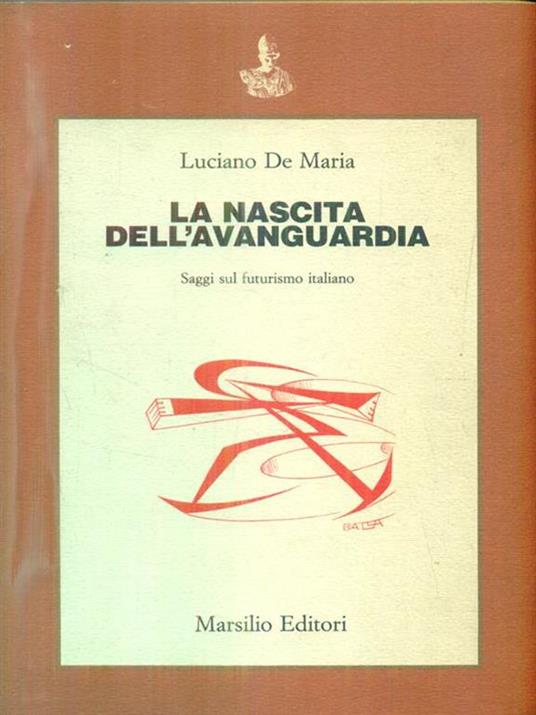 Luciano De Maria
LA NASCITA
DELL'AVANGUARDIA
Saggi sul futurismo italiano
BALLA
Marsilio Editori